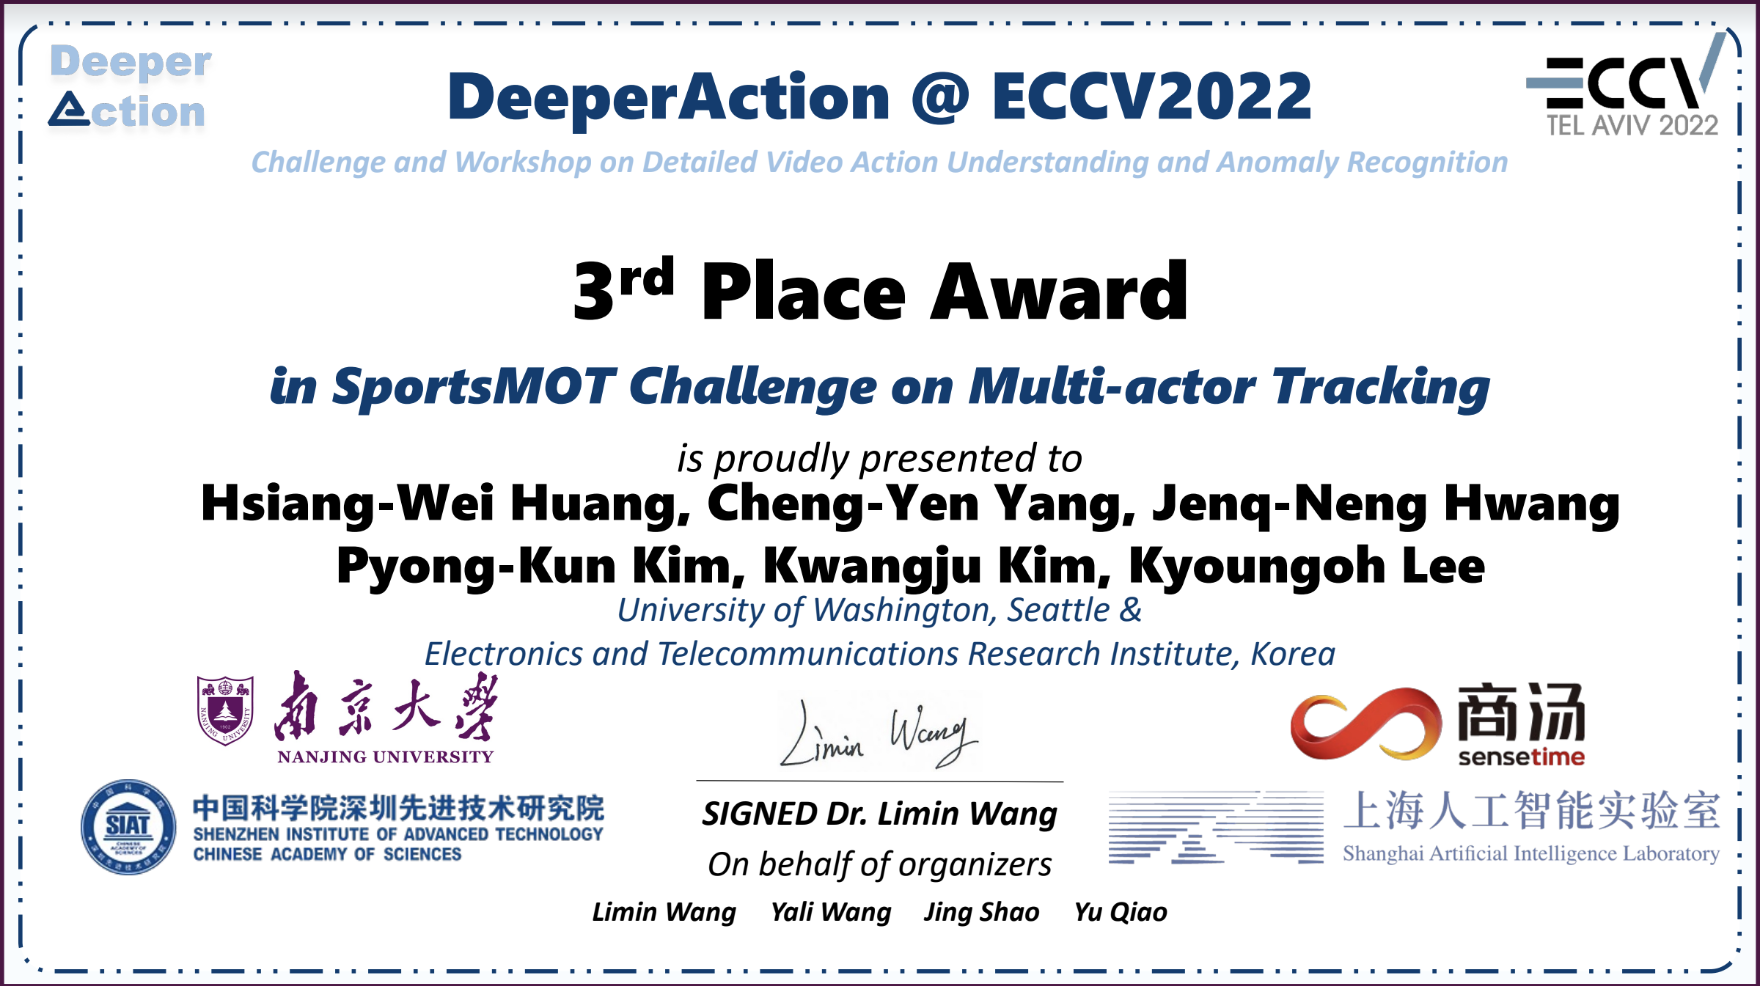 Deeper
Action
DeeperAction @ ECCV2022
ECCV
TEL AVIV 2022
Challenge and Workshop on Detailed Video Action Understanding and Anomaly Recognition
3rd Place Award
in SportsMOT Challenge on Multi-actor Tracking
is proudly presented to
Hsiang-Wei Huang, Cheng-Yen Yang, Jenq-Neng Hwang
Pyong-Kun Kim, Kwangju Kim, Kyoungoh Lee
University of Washington, Seattle &
Electronics and Telecommunications Research Institute, Korea
NANJING UNIVERSITY
南京大學
NANJING UNIVERSITY
Limin Wang
商汤
sensetime
SIAT
CHINESE
ACADEMY OF
SCIENCES
中国科学院深圳先进技术研究院
SHENZHEN INSTITUTE OF ADVANCED TECHNOLOGY
CHINESE ACADEMY OF SCIENCES
SIGNED Dr. Limin Wang
On behalf of organizers
上海人工智能实验室
Shanghai Artificial Intelligence Laboratory
Limin Wang Yali Wang Jing Shao Yu Qiao